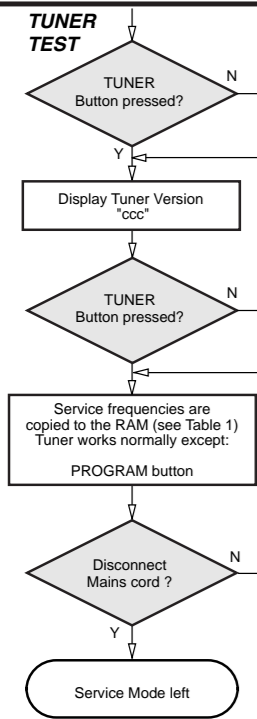 TUNER
TEST
TUNER
Button pressed?
N
Y
Display Tuner Version
"ccc"
TUNER
Button pressed?
N
Y
Service frequencies are
copied to the RAM (see Table 1)
Tuner works normally except:
PROGRAM button
Disconnect
Mains cord ?
N
Y
Service Mode left